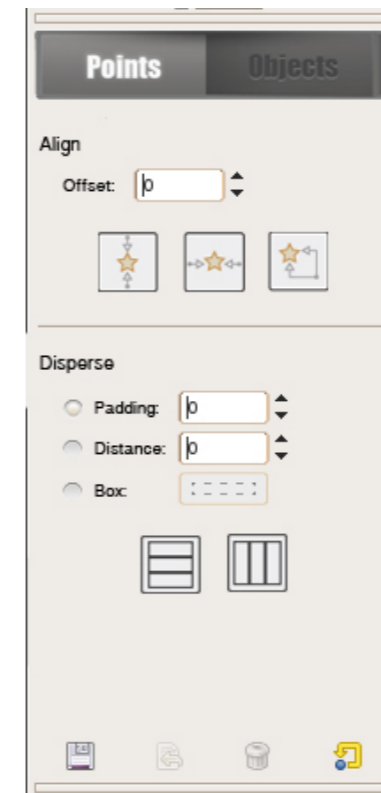 Points Objects
Align
Offset: 0
Disperse
Padding: 0
Distance: 0
Box: